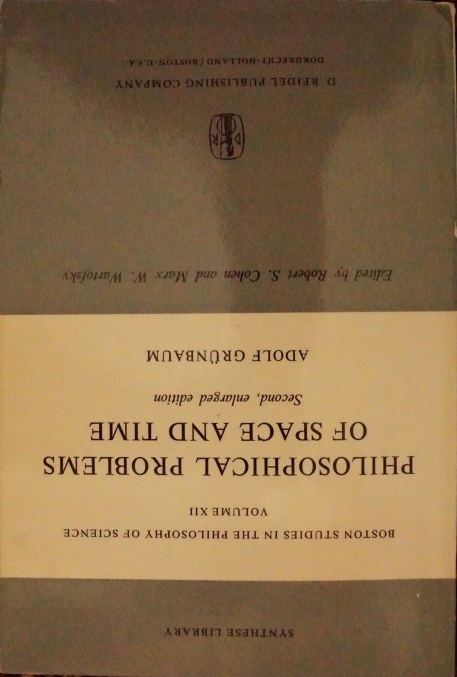 SYNTHESE LIBRARY
BOSTON STUDIES IN THE PHILOSOPHY OF SCIENCE
VOLUME XII
PHILOSOPHICAL PROBLEMS
OF SPACE AND TIME
Second, enlarged edition
ADOLF GRÜNBAUM
Edited by Robert S. Cohen and Marx W. Wartofsky
D. REIDEL PUBLISHING COMPANY
DORDRECHT-HOLLAND / BOSTON-U.S.A.